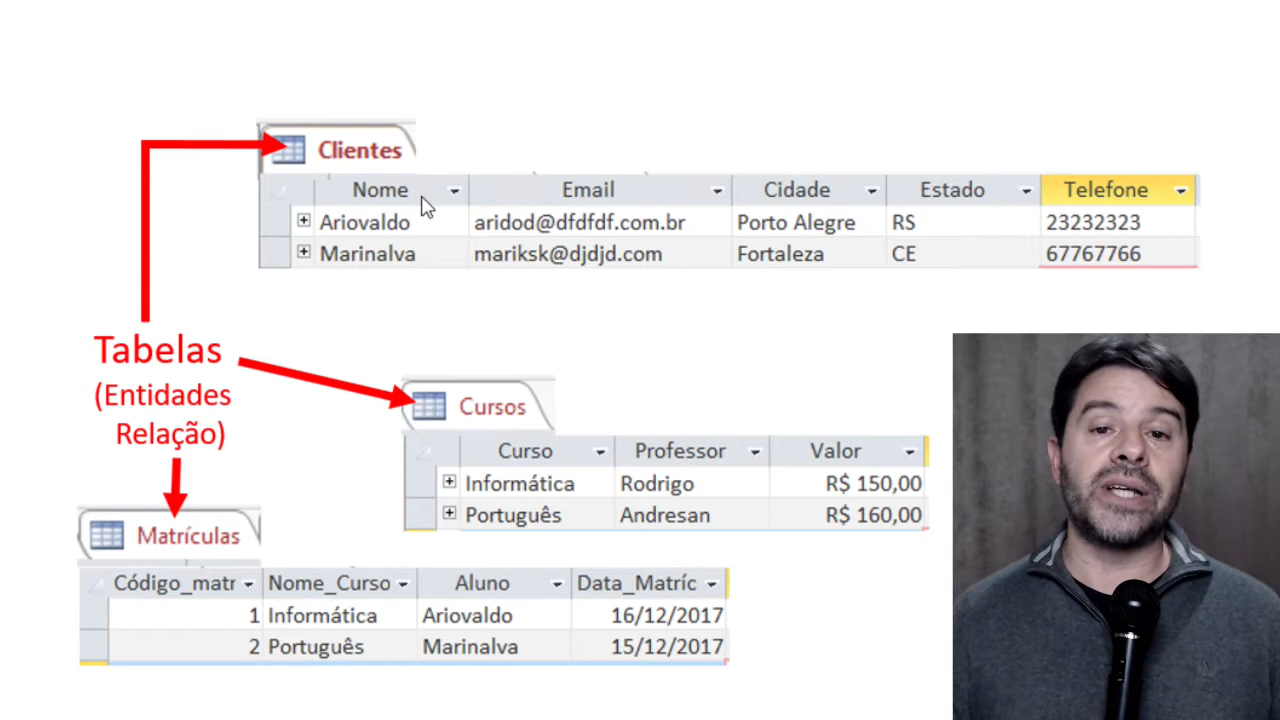 Clientes
Nome Email Cidade Estado Telefone
Ariovaldo aridod@dfdfdf.com.br Porto Alegre RS 23232323
Marinalva mariksk@djdjd.com Fortaleza CE 67767766
Tabelas
(Entidades
Relação)
Cursos
Curso Professor Valor
Informática Rodrigo R$ 150,00
Português Andresan R$ 160,00
Matrículas
Código_matr Nome_Curso Aluno Data_Matríc
1 Informática Ariovaldo 16/12/2017
2 Português Marinalva 15/12/2017